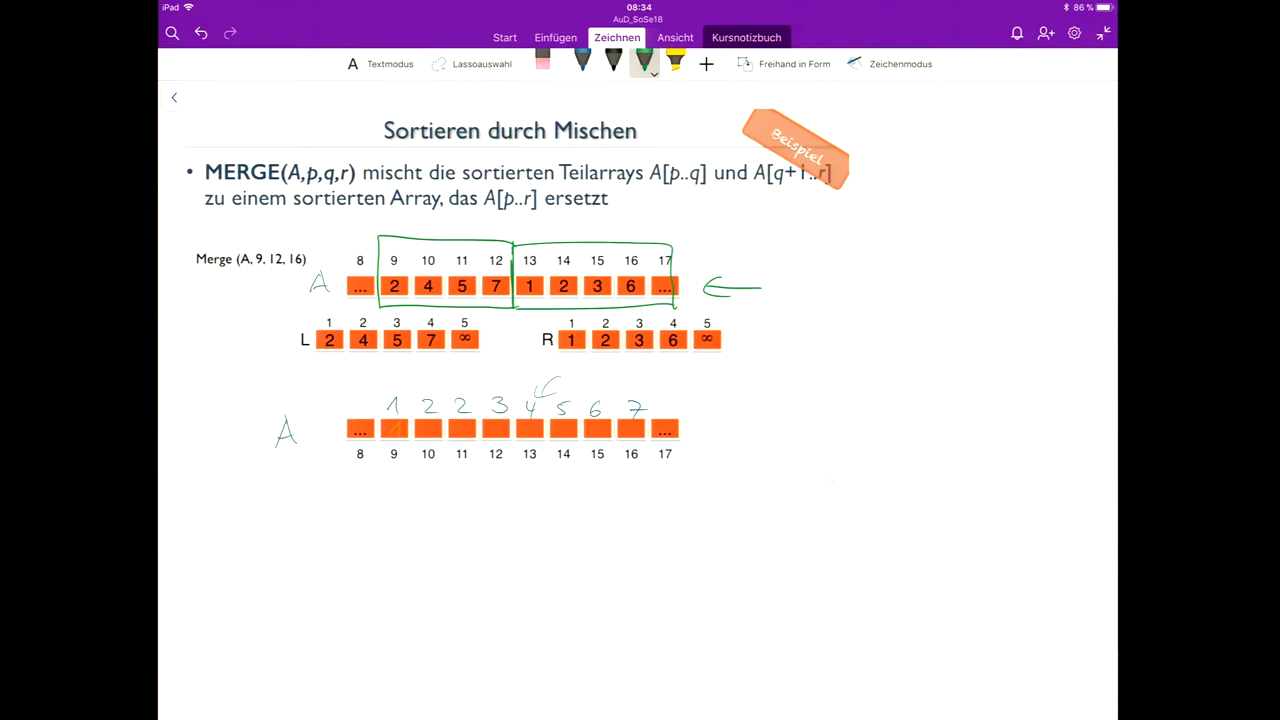 iPad 08:34 86 %
AuD_SoSe18
Start Einfügen Zeichnen Ansicht Kursnotizbuch
A Textmodus Lassoauswahl Freihand in Form Zeichenmodus
Sortieren durch Mischen
Beispiel
• MERGE(A,p,q,r) mischt die sortierten Teilarrays A[p..q] und A[q+1..r]
zu einem sortierten Array, das A[p..r] ersetzt
Merge (A, 9, 12, 16) 8 9 10 11 12 13 14 15 16 17
A ... 2 4 5 7 1 2 3 6 ...
1 2 3 4 5 1 2 3 4 5
L 2 4 5 7 ∞ R 1 2 3 6 ∞
1 2 2 3 4 5 6 7
A ... 1 ...
8 9 10 11 12 13 14 15 16 17